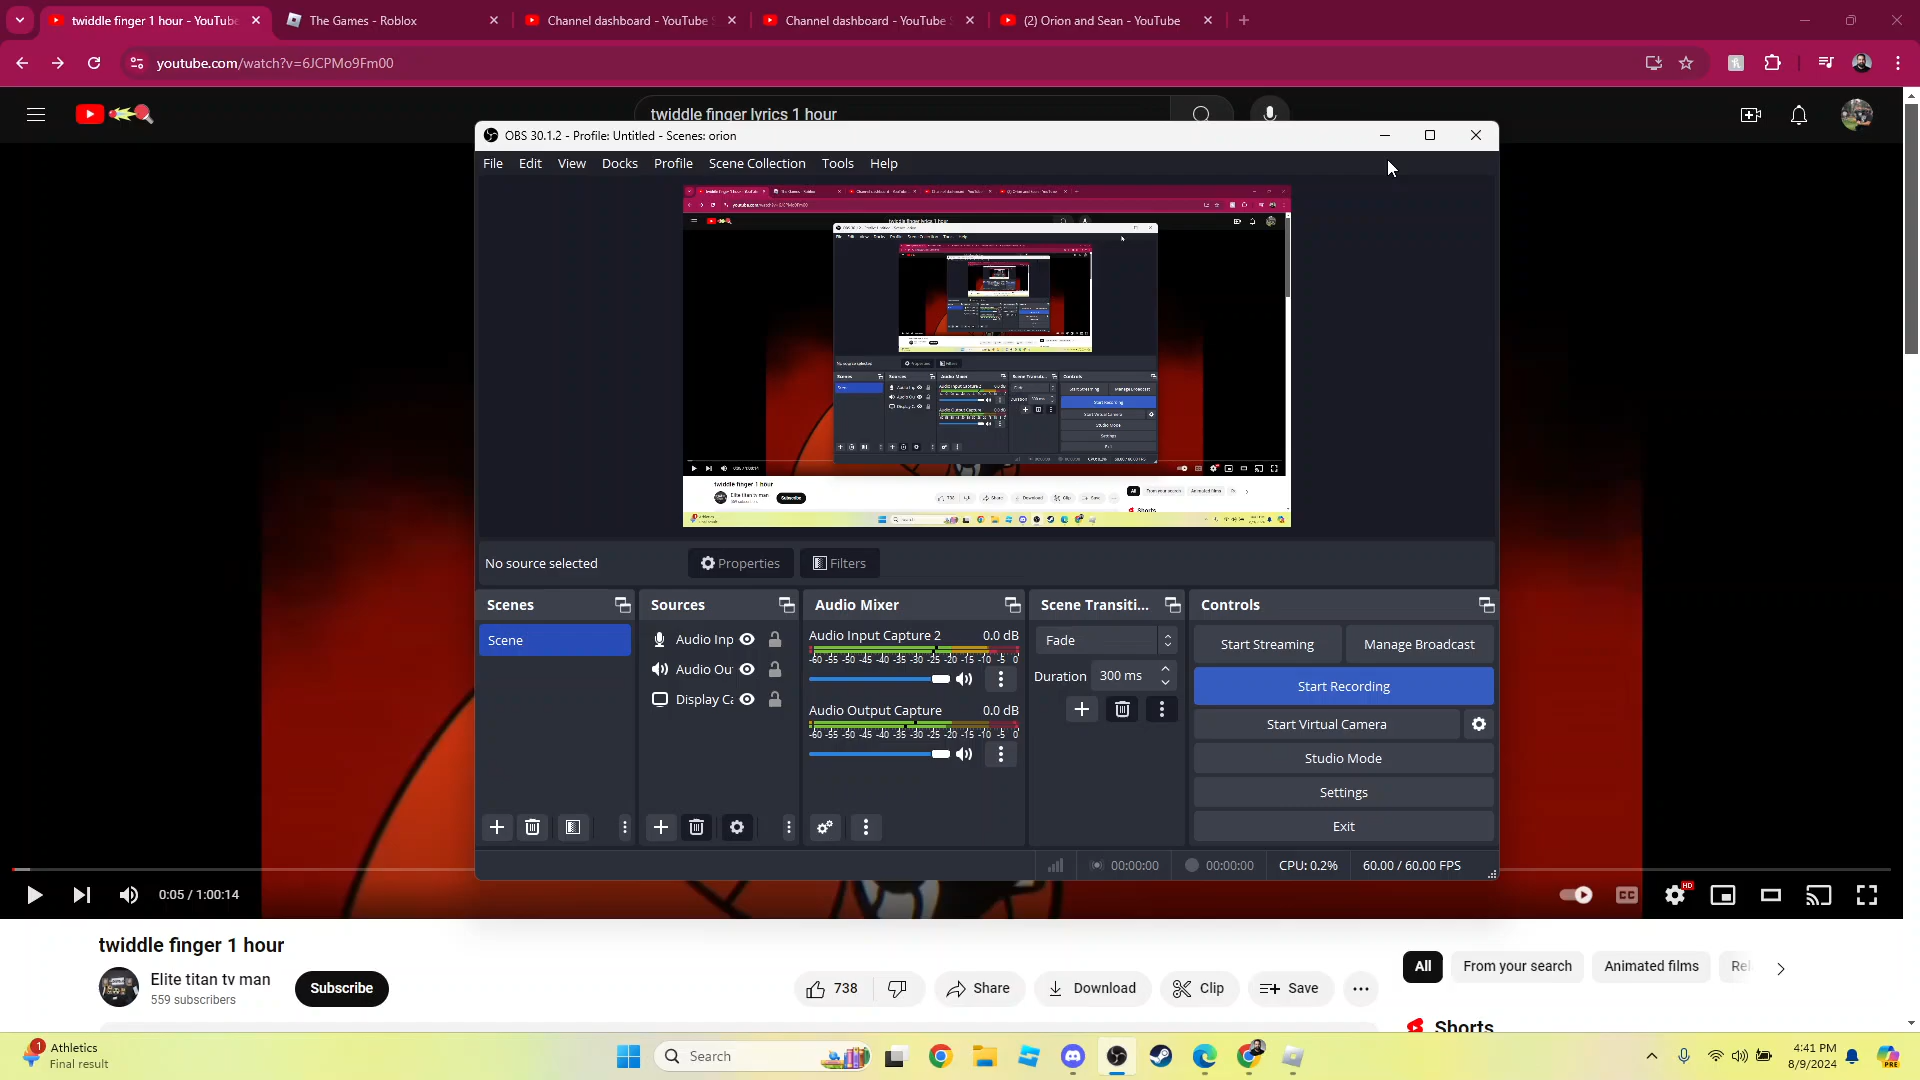 twiddle finger 1 hour - YouTube
The Games - Roblox
Channel dashboard - YouTube S
Channel dashboard - YouTube S
(2) Orion and Sean - YouTube
youtube.com/watch?v=6JCPMo9Fm00
twiddle finger lyrics 1 hour
OBS 30.1.2 - Profile: Untitled - Scenes: orion
File Edit View Docks Profile Scene Collection Tools Help
No source selected
Properties
Filters
Scenes
Sources
Audio Mixer
Scene Transiti...
Controls
Scene
Audio Inp
Audio Ou
Display Ca
Audio Input Capture 2 0.0 dB
-60 -55 -50 -45 -40 -35 -30 -25 -20 -15 -10 -5 0
Audio Output Capture 0.0 dB
-60 -55 -50 -45 -40 -35 -30 -25 -20 -15 -10 -5 0
Fade
Duration 300 ms
Start Streaming
Manage Broadcast
Start Recording
Start Virtual Camera
Studio Mode
Settings
Exit
00:00:00
00:00:00
CPU: 0.2%
60.00 / 60.00 FPS
0:05 / 1:00:14
CC
HD
twiddle finger 1 hour
Elite titan tv man
559 subscribers
Subscribe
738
Share
Download
Clip
Save
All
From your search
Animated films
Rel
Shorts
1
Athletics
Final result
Search
4:41 PM
8/9/2024
PRE